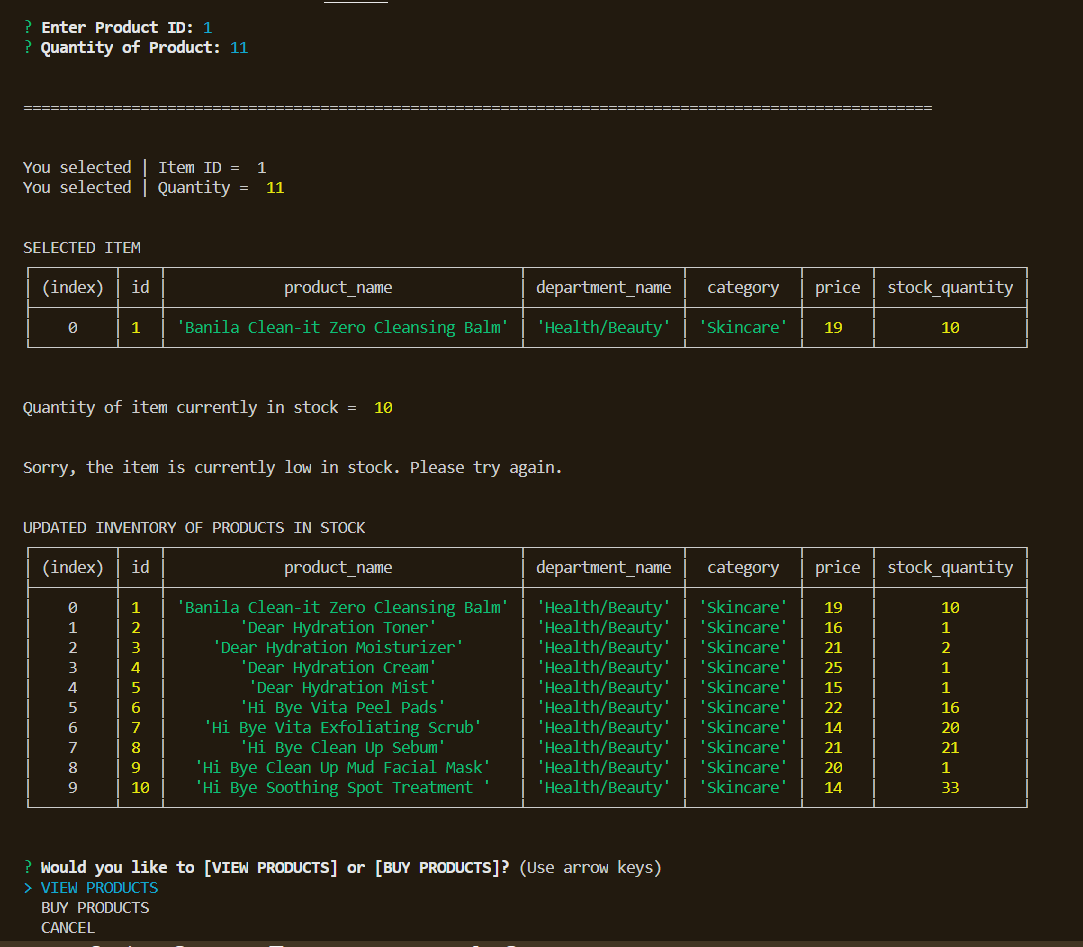 ? Enter Product ID: 1
? Quantity of Product: 11
=====================================================================================================
You selected | Item ID =  1
You selected | Quantity =  11
SELECTED ITEM
(index) id product_name department_name category price stock_quantity
0 1 'Banila Clean-it Zero Cleansing Balm' 'Health/Beauty' 'Skincare' 19 10
Quantity of item currently in stock =  10
Sorry, the item is currently low in stock. Please try again.
UPDATED INVENTORY OF PRODUCTS IN STOCK
(index) id product_name department_name category price stock_quantity
0 1 'Banila Clean-it Zero Cleansing Balm' 'Health/Beauty' 'Skincare' 19 10
1 2 'Dear Hydration Toner' 'Health/Beauty' 'Skincare' 16 1
2 3 'Dear Hydration Moisturizer' 'Health/Beauty' 'Skincare' 21 2
3 4 'Dear Hydration Cream' 'Health/Beauty' 'Skincare' 25 1
4 5 'Dear Hydration Mist' 'Health/Beauty' 'Skincare' 15 1
5 6 'Hi Bye Vita Peel Pads' 'Health/Beauty' 'Skincare' 22 16
6 7 'Hi Bye Vita Exfoliating Scrub' 'Health/Beauty' 'Skincare' 14 20
7 8 'Hi Bye Clean Up Sebum' 'Health/Beauty' 'Skincare' 21 21
8 9 'Hi Bye Clean Up Mud Facial Mask' 'Health/Beauty' 'Skincare' 20 1
9 10 'Hi Bye Soothing Spot Treatment ' 'Health/Beauty' 'Skincare' 14 33
? Would you like to [VIEW PRODUCTS] or [BUY PRODUCTS]? (Use arrow keys)
> VIEW PRODUCTS
BUY PRODUCTS
CANCEL